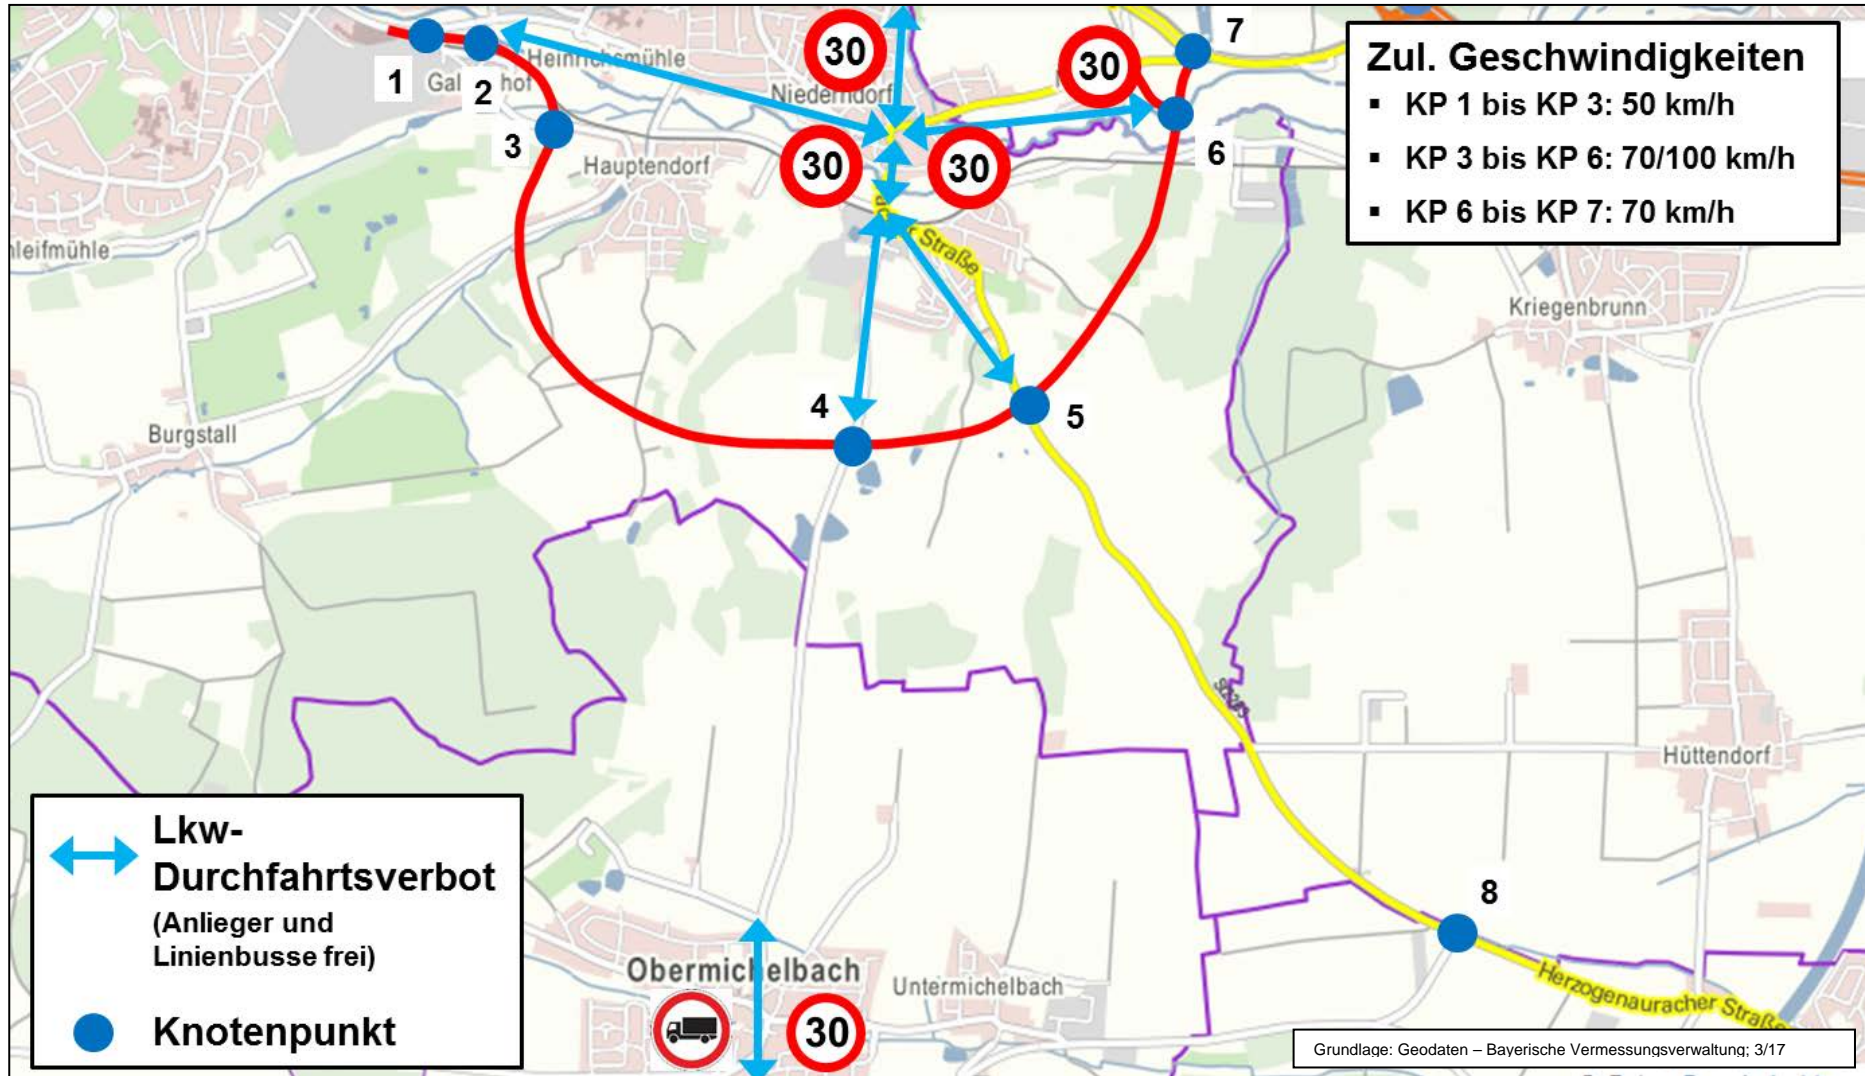 Zul. Geschwindigkeiten
▪ KP 1 bis KP 3: 50 km/h
▪ KP 3 bis KP 6: 70/100 km/h
▪ KP 6 bis KP 7: 70 km/h
30
30
7
Heinrichsmühle
1
2
hof
Niederndorf
3
Hauptendorf
30
30
6
hleifmühle
Straße
Kriegenbrunn
4
5
Burgstall
Hüttendorf
Lkw-
Durchfahrtsverbot
(Anlieger und
Linienbusse frei)
Knotenpunkt
8
Obermichelbach
Untermichelbach
30
Herzogenauracher Straße
Grundlage: Geodaten – Bayerische Vermessungsverwaltung; 3/17